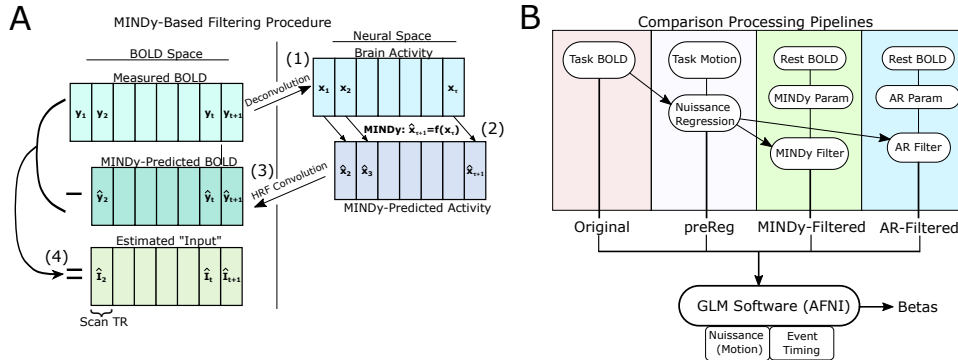 A
MINDy-Based Filtering Procedure
BOLD Space
Measured BOLD
y₁ y₂ yₜ yₜ₊₁
MINDy-Predicted BOLD
ŷ₂ ŷₜ ŷₜ₊₁
Estimated "Input"
Î₂ Îₜ Îₜ₊₁
Scan TR
(4)
(1)
Deconvolution
(3)
HRF Convolution
Neural Space
Brain Activity
x₁ x₂ xτ
MINDy: x̂τ₊₁=f(xτ)
(2)
x̂₂ x̂₃ x̂τ₊₁
MINDy-Predicted Activity
B
Comparison Processing Pipelines
Task BOLD
Task Motion
Rest BOLD
Rest BOLD
MINDy Param
AR Param
Nuissance
Regression
MINDy Filter
AR Filter
Original
preReg
MINDy-Filtered
AR-Filtered
GLM Software (AFNI)
Betas
Nuissance
(Motion)
Event
Timing